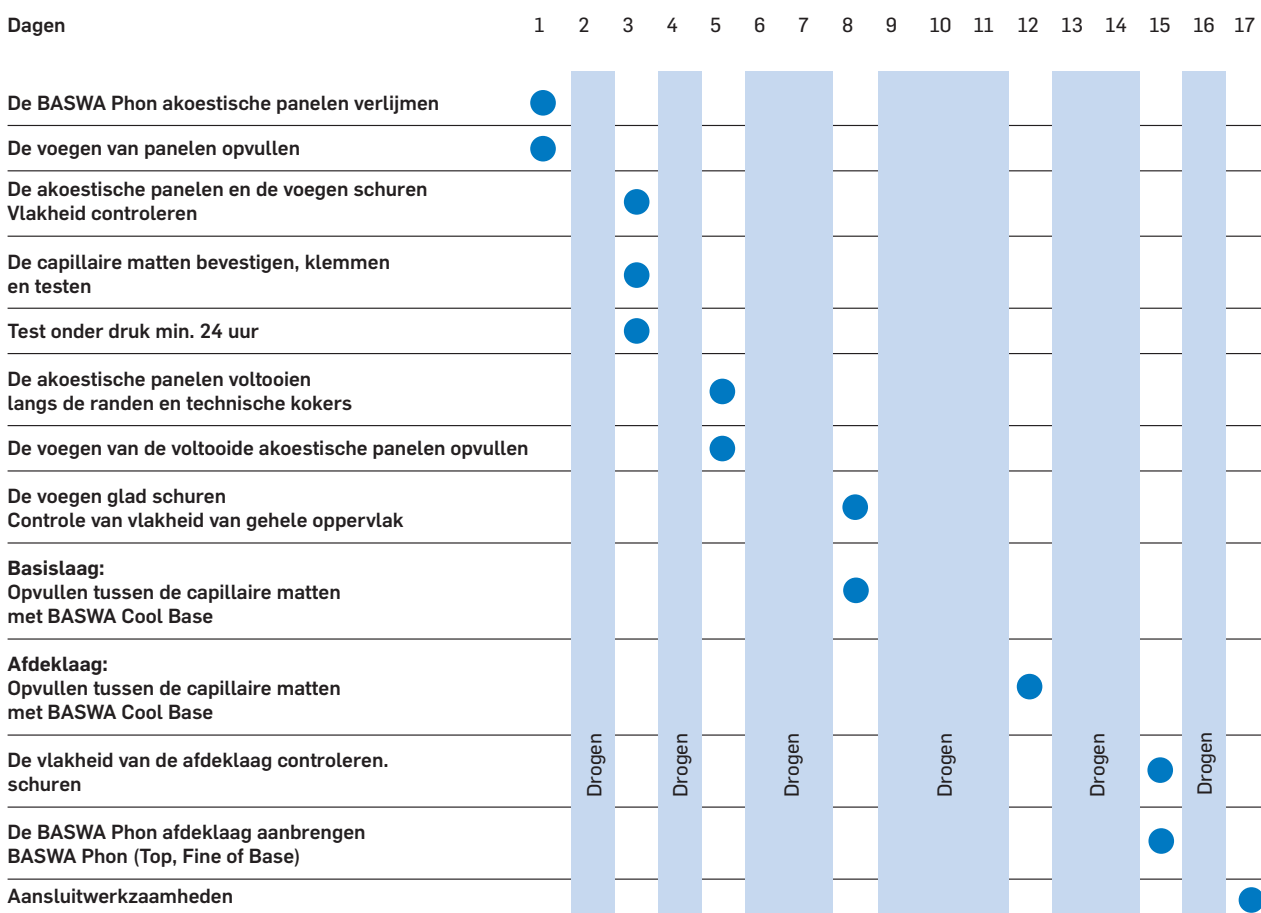 Dagen 1 2 3 4 5 6 7 8 9 10 11 12 13 14 15 16 17
De BASWA Phon akoestische panelen verlijmen
De voegen van panelen opvullen
De akoestische panelen en de voegen schuren
Vlakheid controleren
De capillaire matten bevestigen, klemmen
en testen
Test onder druk min. 24 uur
De akoestische panelen voltooien
langs de randen en technische kokers
De voegen van de voltooide akoestische panelen opvullen
De voegen glad schuren
Controle van vlakheid van gehele oppervlak
Basislaag:
Opvullen tussen de capillaire matten
met BASWA Cool Base
Afdeklaag:
Opvullen tussen de capillaire matten
met BASWA Cool Base
De vlakheid van de afdeklaag controleren.
schuren
Drogen
Drogen
Drogen
Drogen
Drogen
Drogen
De BASWA Phon afdeklaag aanbrengen
BASWA Phon (Top, Fine of Base)
Aansluitwerkzaamheden